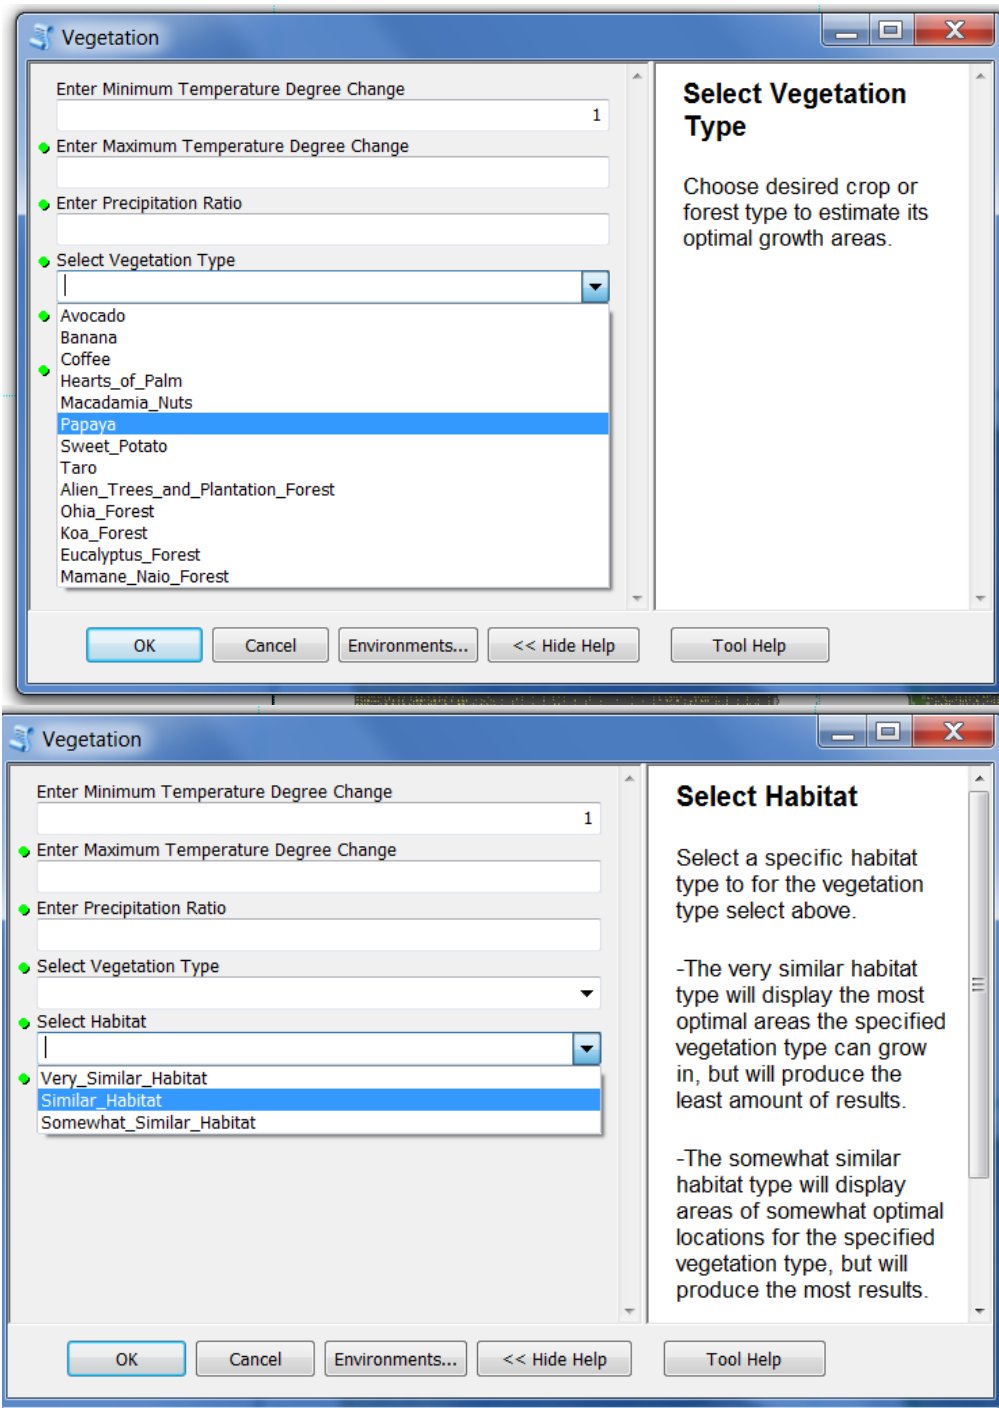 Vegetation
Enter Minimum Temperature Degree Change
1
Enter Maximum Temperature Degree Change
Enter Precipitation Ratio
Select Vegetation Type
Avocado
Banana
Coffee
Hearts_of_Palm
Macadamia_Nuts
Papaya
Sweet_Potato
Taro
Alien_Trees_and_Plantation_Forest
Ohia_Forest
Koa_Forest
Eucalyptus_Forest
Mamane_Naio_Forest
Select Vegetation
Type
Choose desired crop or
forest type to estimate its
optimal growth areas.
OK
Cancel
Environments...
<< Hide Help
Tool Help
Vegetation
Enter Minimum Temperature Degree Change
1
Enter Maximum Temperature Degree Change
Enter Precipitation Ratio
Select Vegetation Type
Select Habitat
Very_Similar_Habitat
Similar_Habitat
Somewhat_Similar_Habitat
Select Habitat
Select a specific habitat
type to for the vegetation
type select above.
-The very similar habitat
type will display the most
optimal areas the specified
vegetation type can grow
in, but will produce the
least amount of results.
-The somewhat similar
habitat type will display
areas of somewhat optimal
locations for the specified
vegetation type, but will
produce the most results.
OK
Cancel
Environments...
<< Hide Help
Tool Help